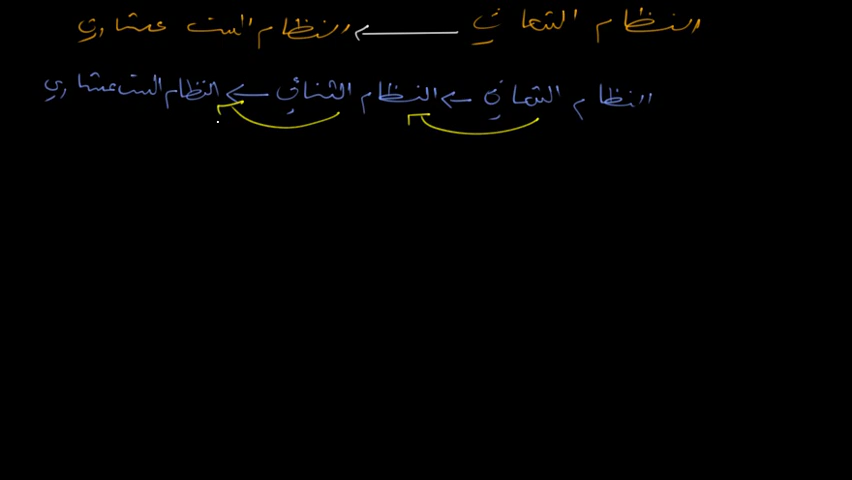 النظام الثماني ← النظام الست عشاري
النظام الثماني ← النظام الثنائي ← النظام الست عشاري